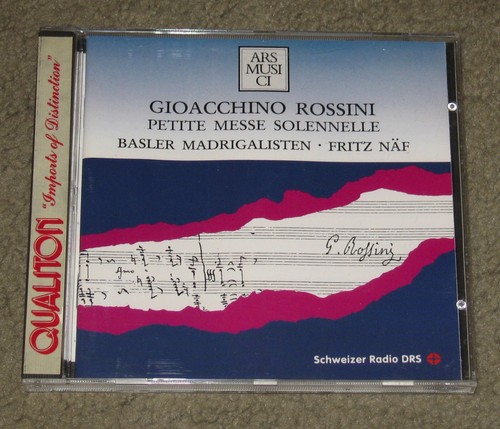 ARS
MUSI
CI
GIOACCHINO ROSSINI
PETITE MESSE SOLENNELLE
BASLER MADRIGALISTEN · FRITZ NÄF
QUALITON "Imports of Distinction"
G. Rossini
Schweizer Radio DRS